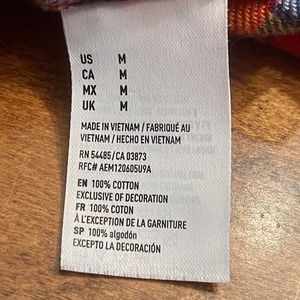 US M
CA M
MX M
UK M
MADE IN VIETNAM / FABRIQUÉ AU
VIETNAM / HECHO EN VIETNAM
RN 54485/CA 03873
RFC# AEM120605U9A
EN 100% COTTON
EXCLUSIVE OF DECORATION
FR 100% COTON
À L'EXCEPTION DE LA GARNITURE
SP 100% algodón
EXCEPTO LA DECORACIÓN